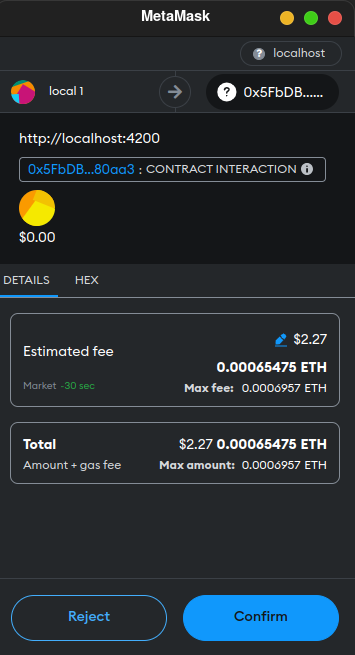 MetaMask
? localhost
local 1
? 0x5FbDB......
http://localhost:4200
0x5FbDB...80aa3 : CONTRACT INTERACTION i
$0.00
DETAILS HEX
$2.27
Estimated fee
0.00065475 ETH
Market ~30 sec
Max fee: 0.0006957 ETH
Total $2.27 0.00065475 ETH
Amount + gas fee Max amount: 0.0006957 ETH
Reject Confirm